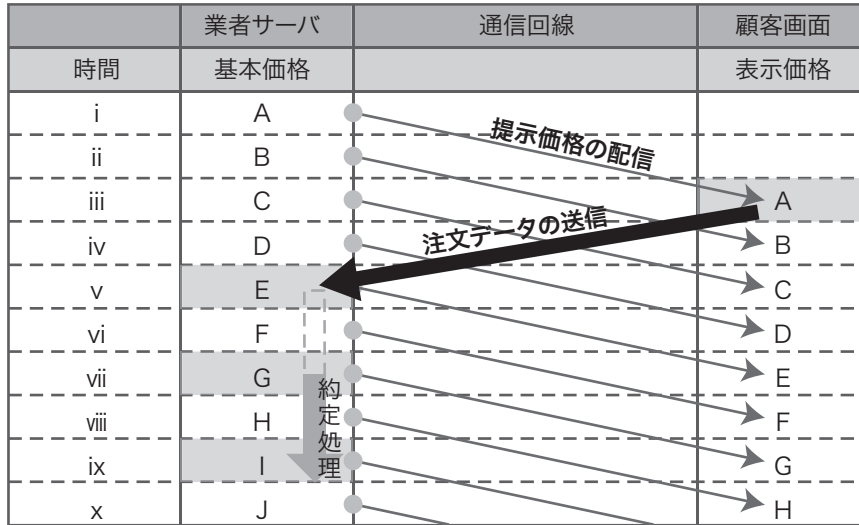 業者サーバ 通信回線 顧客画面
時間 基本価格 表示価格
i A
ii B
提示価格の配信
iii C A
注文データの送信
iv D B
v E C
vi F D
vii G E
viii H F
ix I G
x J H
約定処理